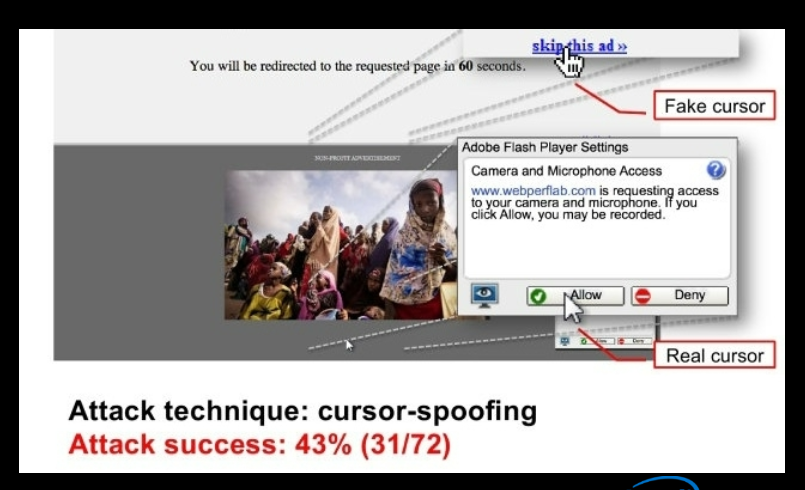 skip this ad »
You will be redirected to the requested page in 60 seconds.
Fake cursor
NON-PROFIT ADVERTISEMENT
Adobe Flash Player Settings
Camera and Microphone Access
www.webperflab.com is requesting access
to your camera and microphone. If you
click Allow, you may be recorded.
Allow
Deny
Allow Deny
Real cursor
Attack technique: cursor-spoofing
Attack success: 43% (31/72)